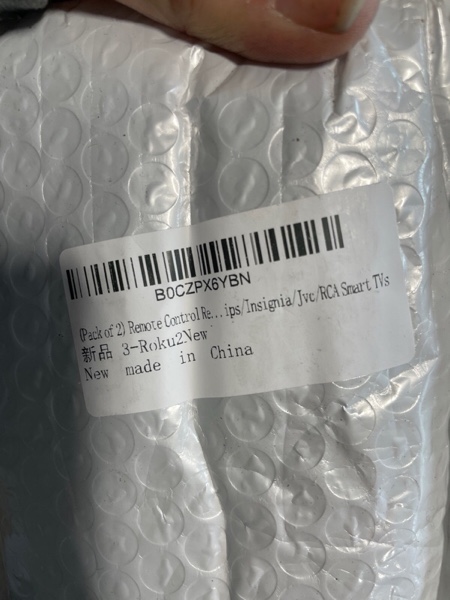 B0CZPX6YBN
(Pack of 2) Remote Control Re...ips/Insignia/Jvc/RCA Smart TVs
新品 3-Roku2New
New made in China